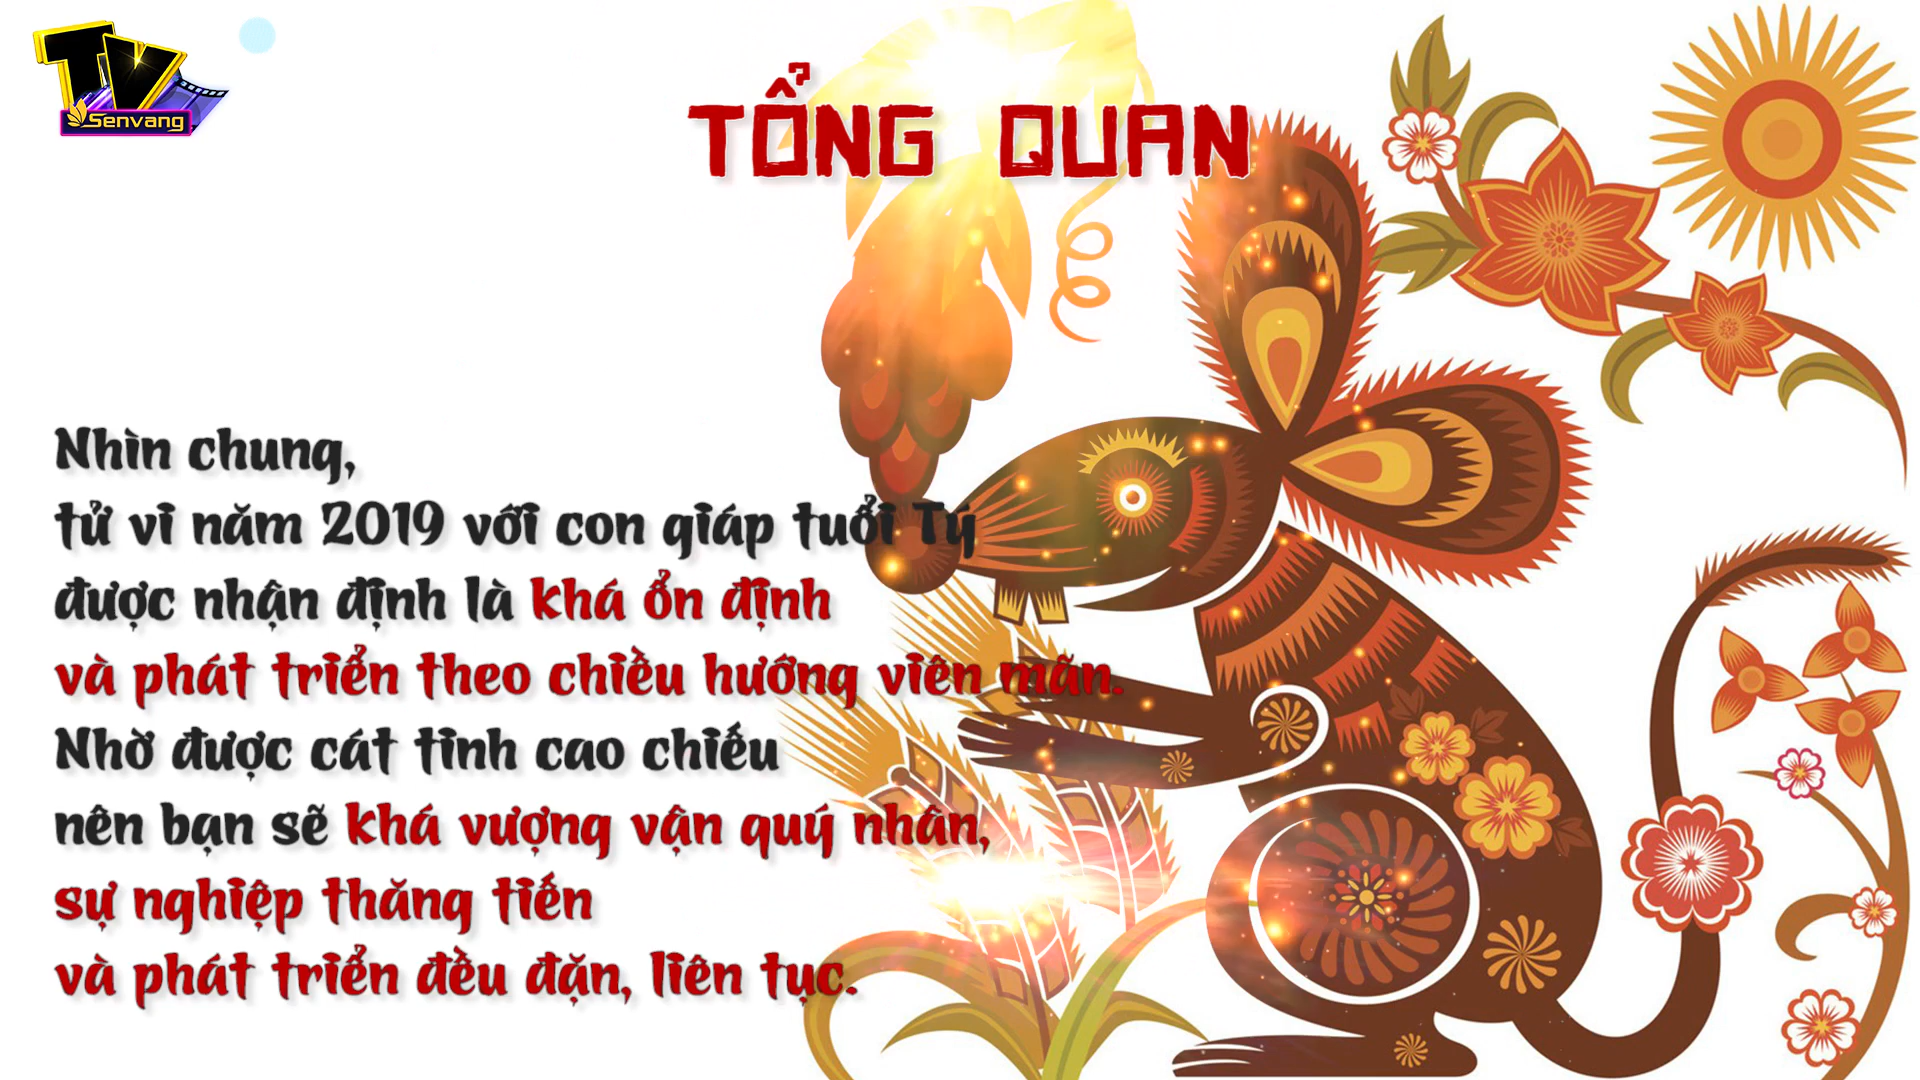 TV
Senvang
TỔNG QUAN
Nhìn chung,
tử vi năm 2019 với con giáp tuổi Tý
được nhận định là khá ổn định
và phát triển theo chiều hướng viên mãn.
Nhờ được cát tinh cao chiếu
nên bạn sẽ khá vượng vận quý nhân,
sự nghiệp thăng tiến
và phát triển đều đặn, liên tục.